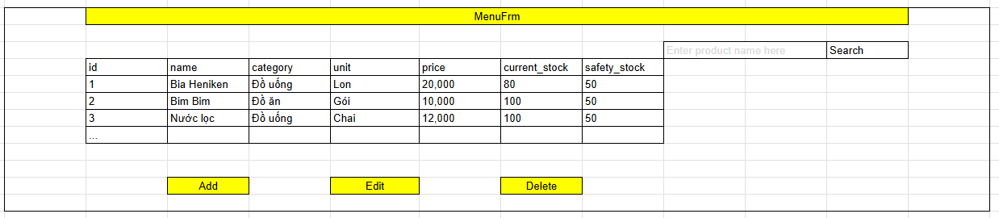 MenuFrm
Enter product name here Search
id name category unit price current_stock safety_stock
1 Bia Heniken Đồ uống Lon 20,000 80 50
2 Bim Bim Đồ ăn Gói 10,000 100 50
3 Nước lọc Đồ uống Chai 12,000 100 50
...
Add Edit Delete